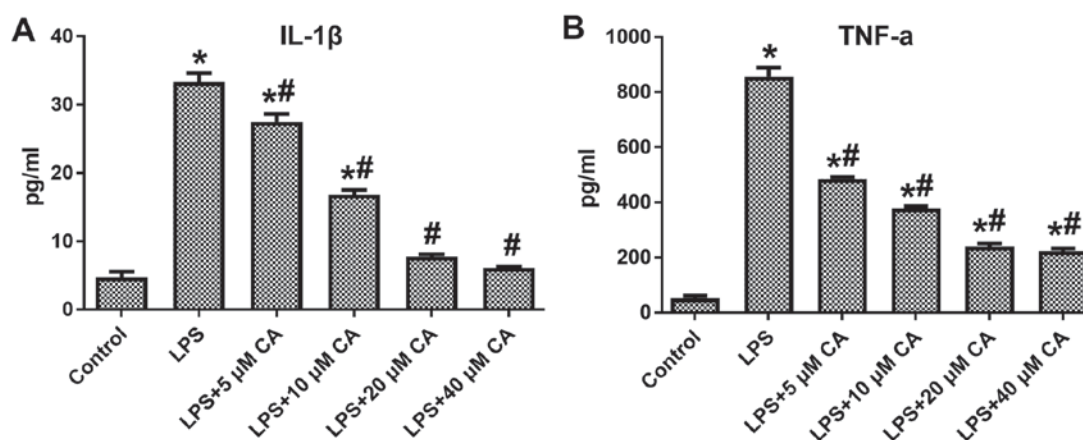 A
IL-1β
pg/ml
40
30
20
10
0
*
*#
*#
#
#
Control
LPS
LPS+5 µM CA
LPS+10 µM CA
LPS+20 µM CA
LPS+40 µM CA
B
TNF-a
pg/ml
1000
800
600
400
200
0
*
*#
*#
*#
*#
Control
LPS
LPS+5 µM CA
LPS+10 µM CA
LPS+20 µM CA
LPS+40 µM CA